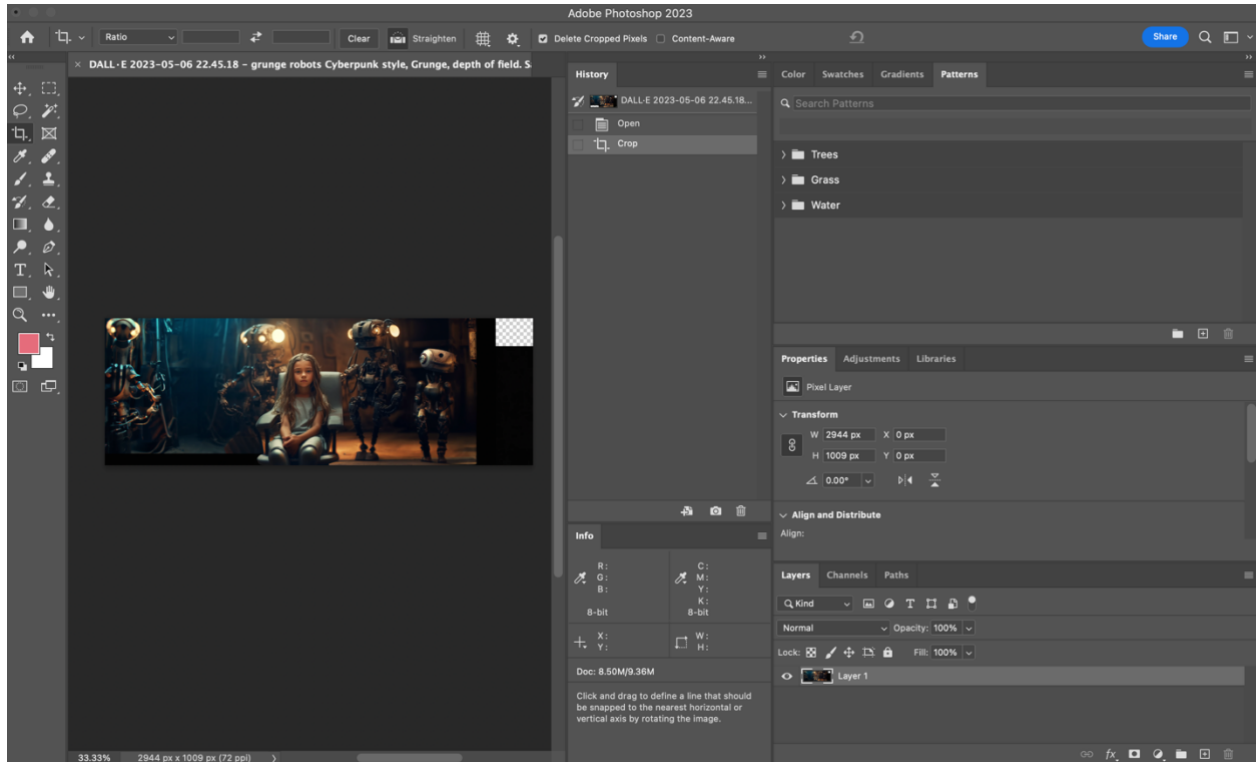 Adobe Photoshop 2023
Ratio
Clear
Straighten
Delete Cropped Pixels
Content-Aware
Share
DALL·E 2023-05-06 22.45.18 – grunge robots Cyberpunk style, Grunge, depth of field. S
History
DALL·E 2023-05-06 22.45.18...
Open
Crop
Color Swatches Gradients Patterns
Search Patterns
Trees
Grass
Water
Properties Adjustments Libraries
Pixel Layer
Transform
W 2944 px X 0 px
H 1009 px Y 0 px
0.00°
Align and Distribute
Align:
Info
R: C:
G: M:
B: Y:
K:
8-bit 8-bit
X: W:
Y: H:
Doc: 8.50M/9.36M
Click and drag to define a line that should
be snapped to the nearest horizontal or
vertical axis by rotating the image.
Layers Channels Paths
Kind
Normal Opacity: 100%
Lock: Fill: 100%
Layer 1
fx
33.33% 2944 px x 1009 px (72 ppi)